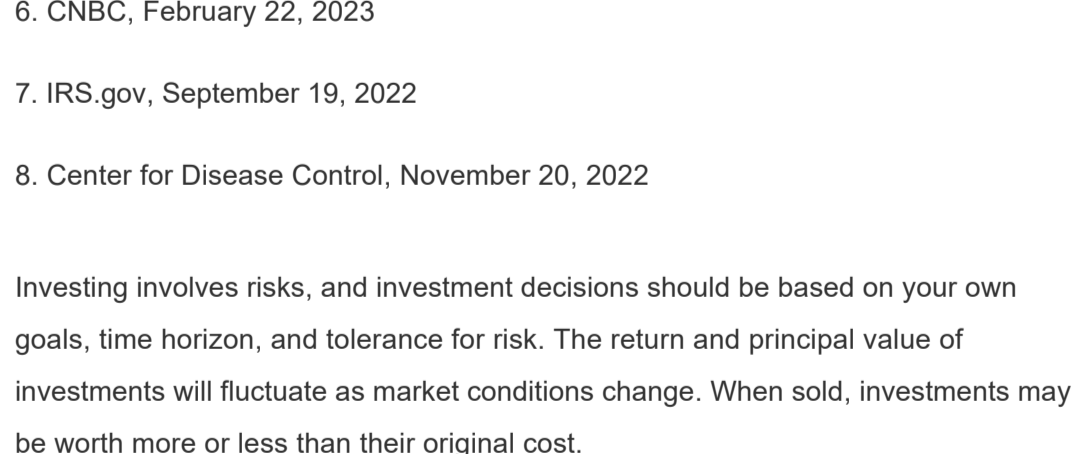 6. CNBC, February 22, 2023
7. IRS.gov, September 19, 2022
8. Center for Disease Control, November 20, 2022
Investing involves risks, and investment decisions should be based on your own
goals, time horizon, and tolerance for risk. The return and principal value of
investments will fluctuate as market conditions change. When sold, investments may
be worth more or less than their original cost.